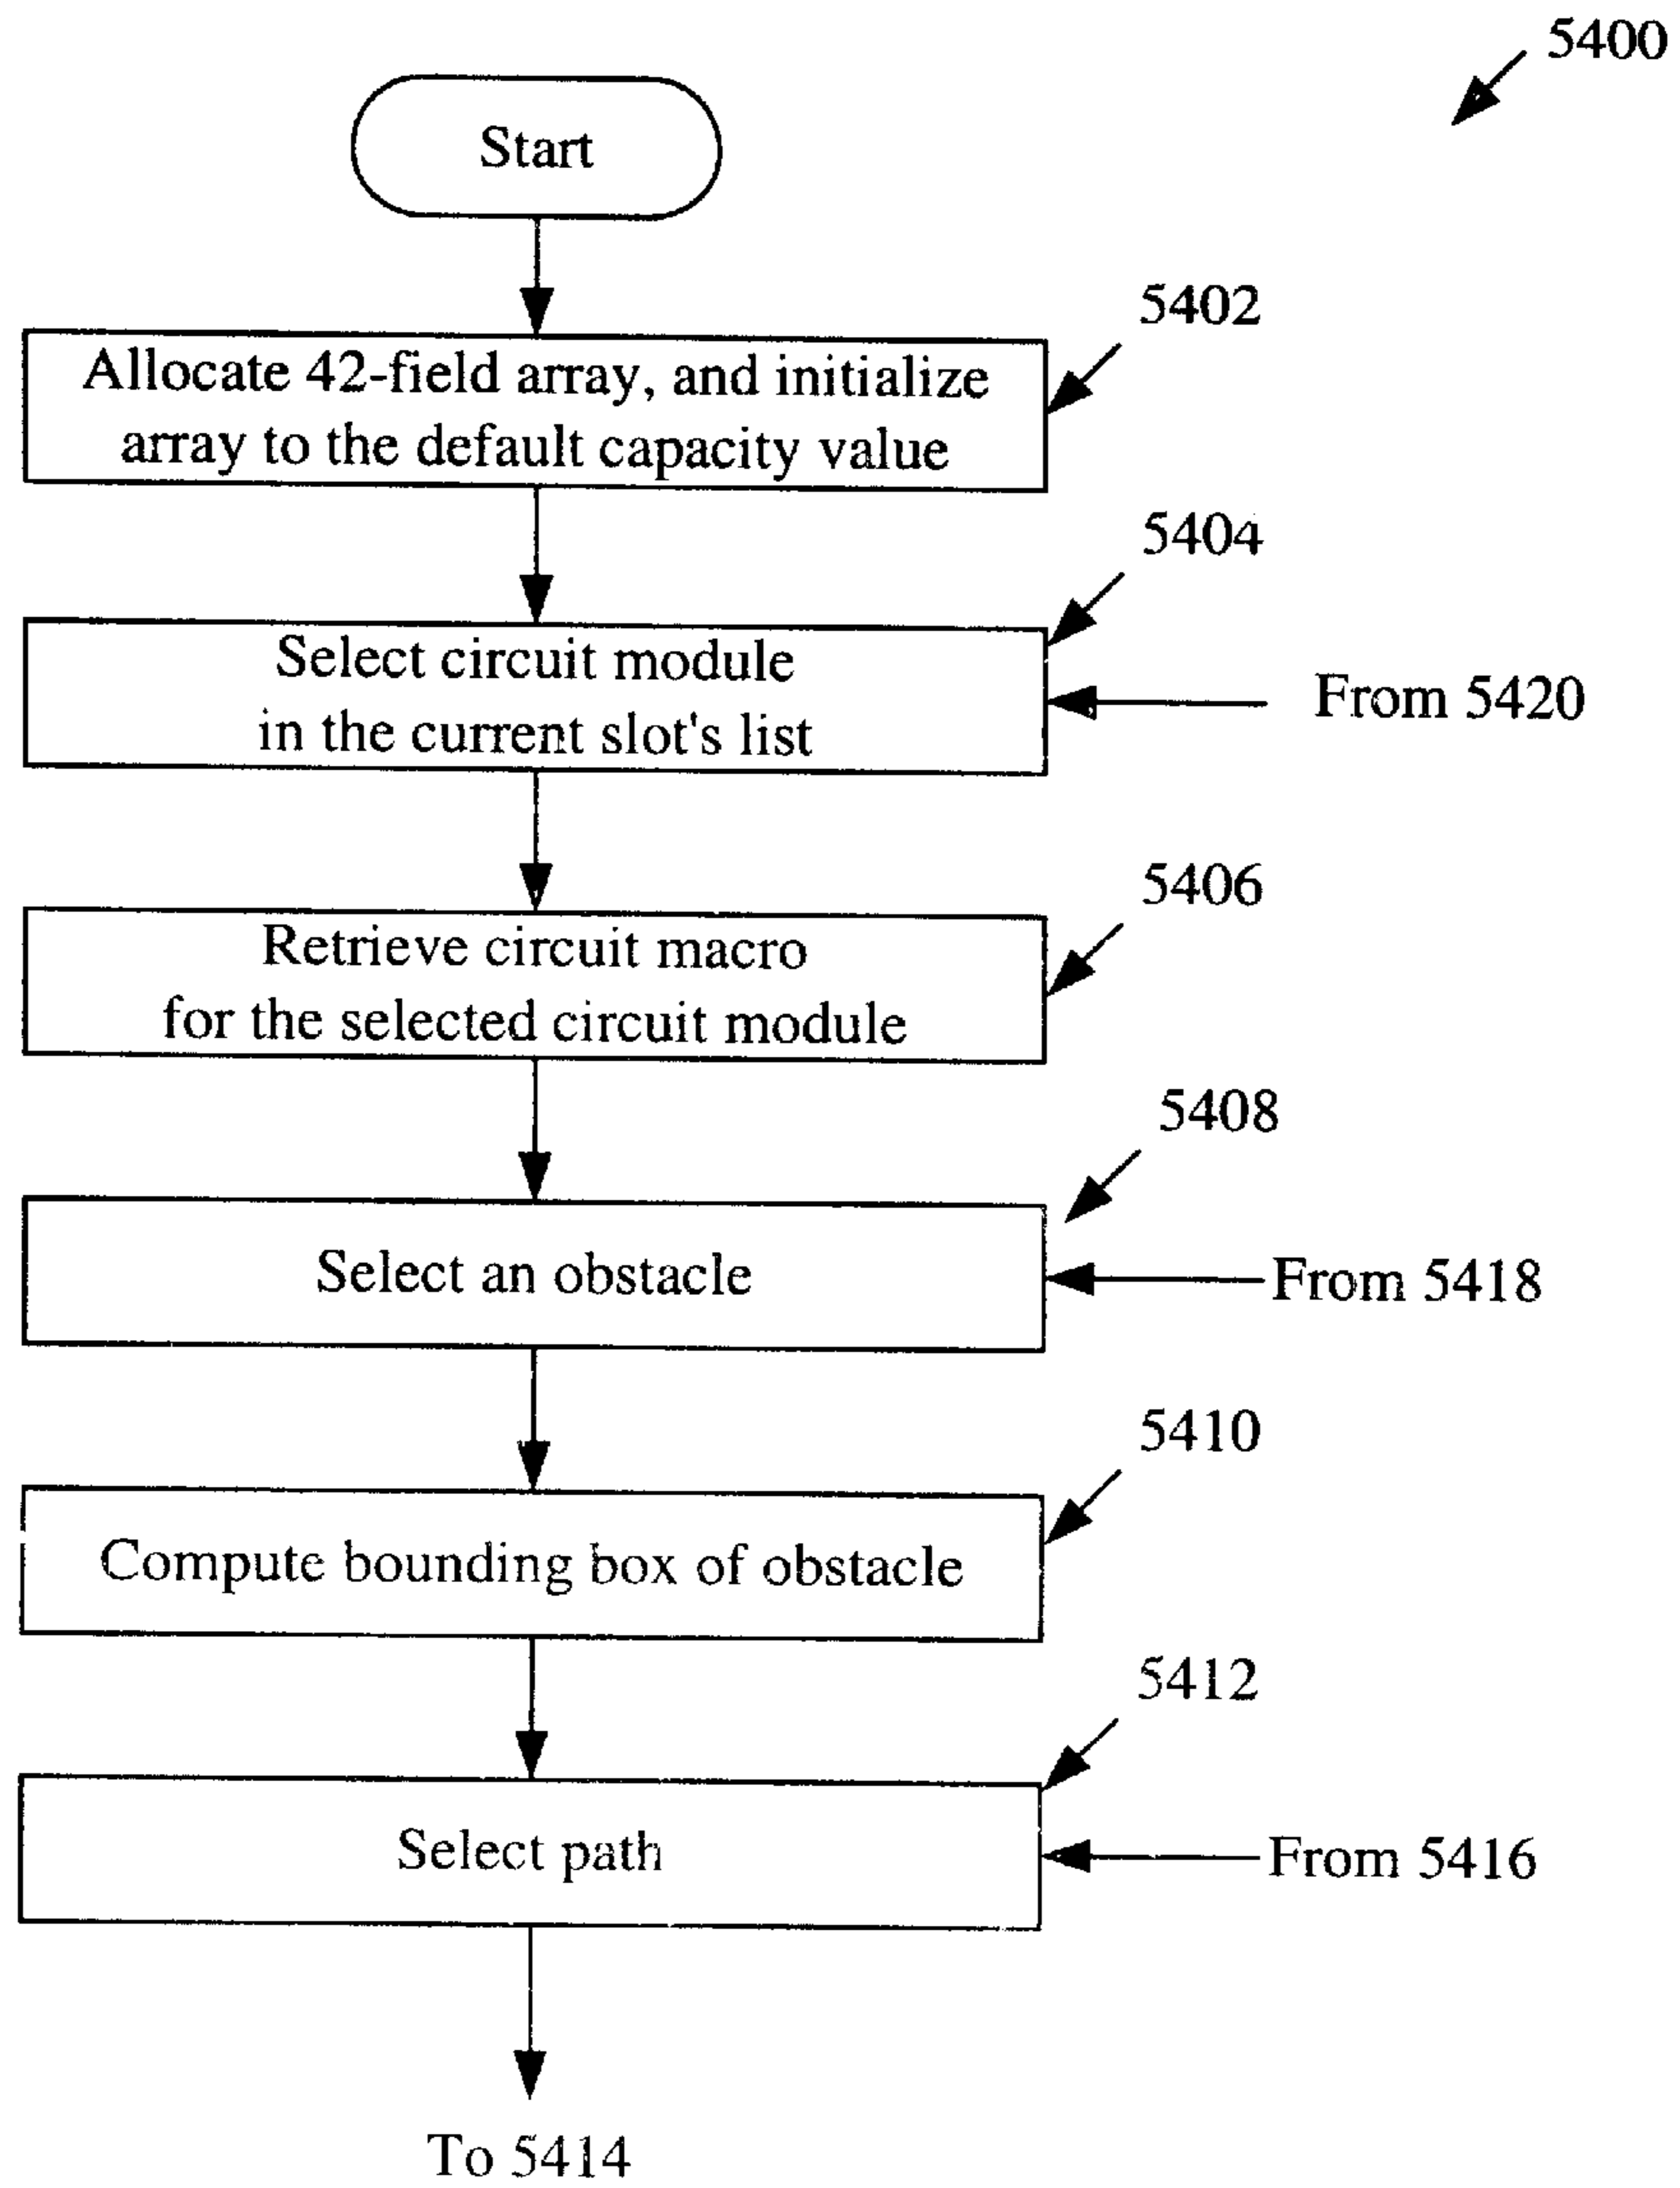 5400
Start
5402
Allocate 42-field array, and initialize
array to the default capacity value
5404
Select circuit module
in the current slot's list
From 5420
5406
Retrieve circuit macro
for the selected circuit module
5408
Select an obstacle
From 5418
5410
Compute bounding box of obstacle
5412
Select path
From 5416
To 5414